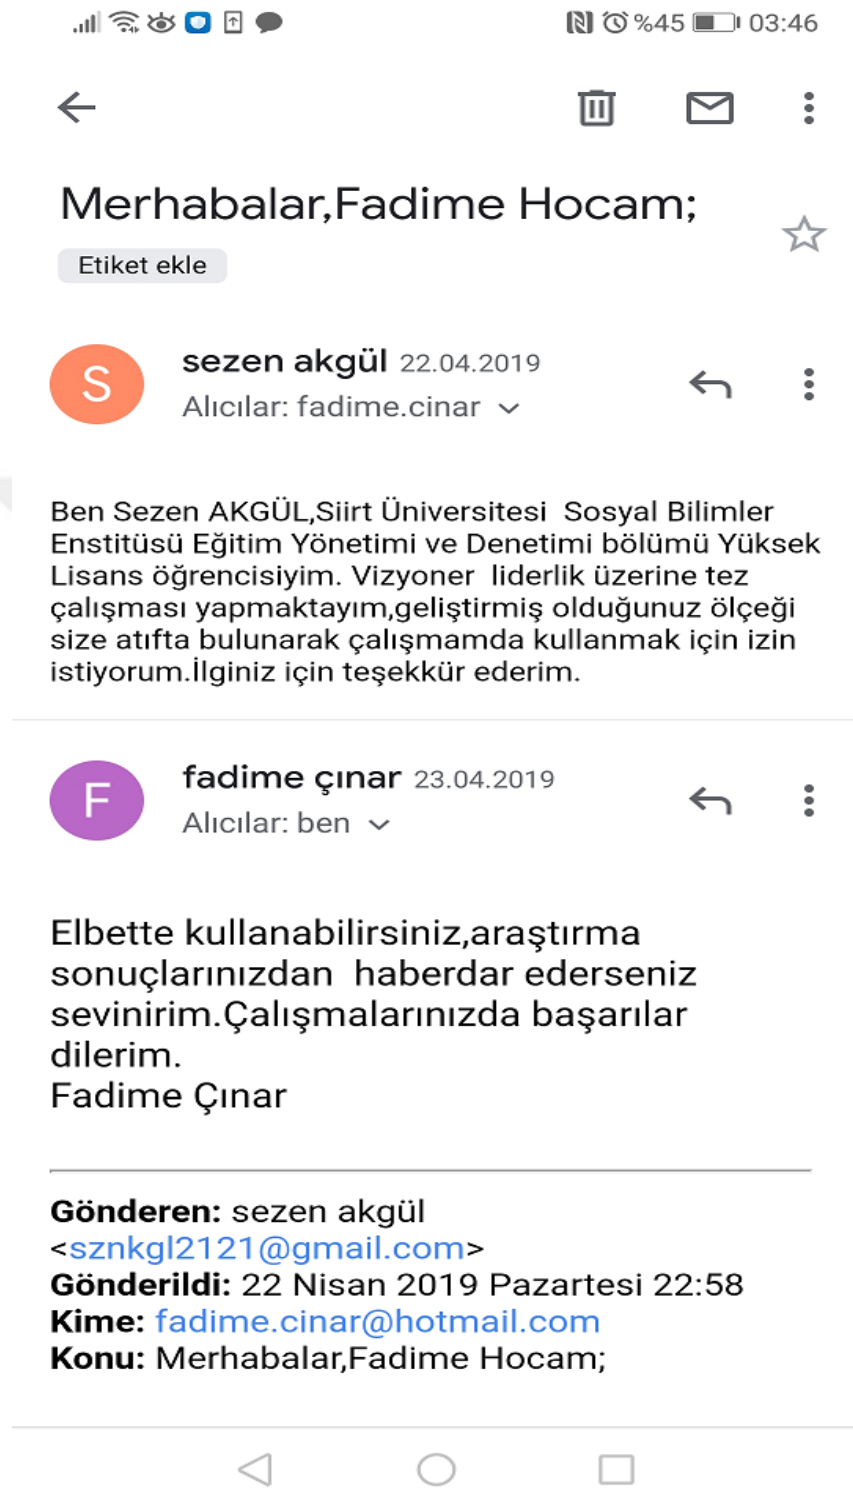 %45 03:46
Merhabalar,Fadime Hocam;
Etiket ekle
S
sezen akgül 22.04.2019
Alıcılar: fadime.cinar
Ben Sezen AKGÜL,Siirt Üniversitesi  Sosyal Bilimler
Enstitüsü Eğitim Yönetimi ve Denetimi bölümü Yüksek
Lisans öğrencisiyim. Vizyoner  liderlik üzerine tez
çalışması yapmaktayım,geliştirmiş olduğunuz ölçeği
size atıfta bulunarak çalışmamda kullanmak için izin
istiyorum.İlginiz için teşekkür ederim.
F
fadime çınar 23.04.2019
Alıcılar: ben
Elbette kullanabilirsiniz,araştırma
sonuçlarınızdan  haberdar ederseniz
sevinirim.Çalışmalarınızda başarılar
dilerim.
Fadime Çınar
Gönderen: sezen akgül
<sznkgl2121@gmail.com>
Gönderildi: 22 Nisan 2019 Pazartesi 22:58
Kime: fadime.cinar@hotmail.com
Konu: Merhabalar,Fadime Hocam;